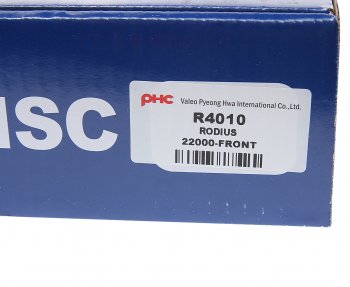 PHC Valeo Pyeong Hwa International Co.,Ltd.
R4010
RODIUS
22000-FRONT
ISC